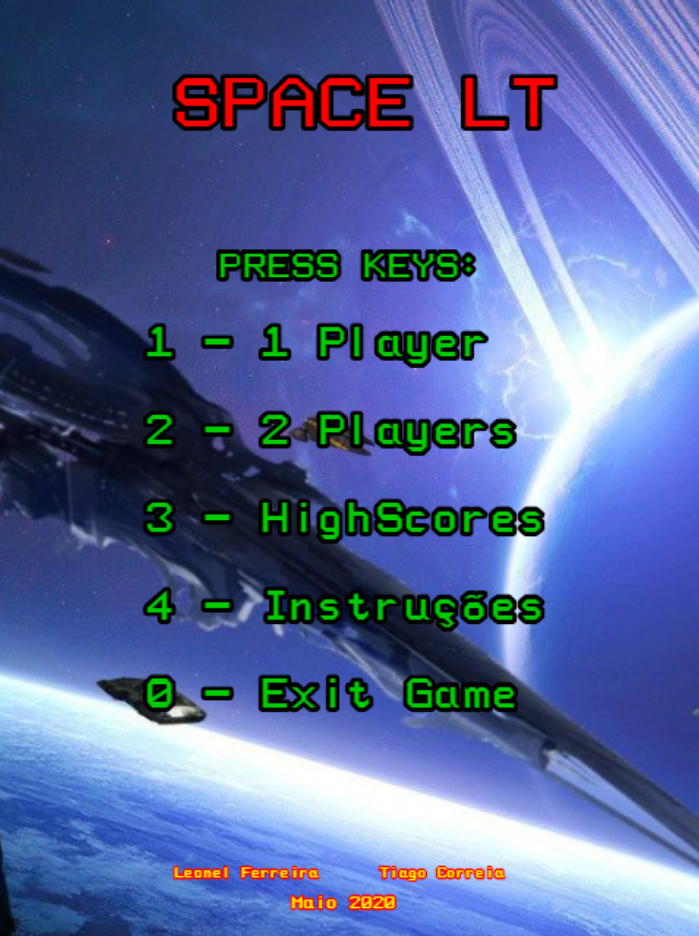 SPACE LT
PRESS KEYS:
1 - 1 Player
2 - 2 Players
3 - HighScores
4 - Instruções
0 - Exit Game
Leonel Ferreira Tiago Correia
Maio 2020